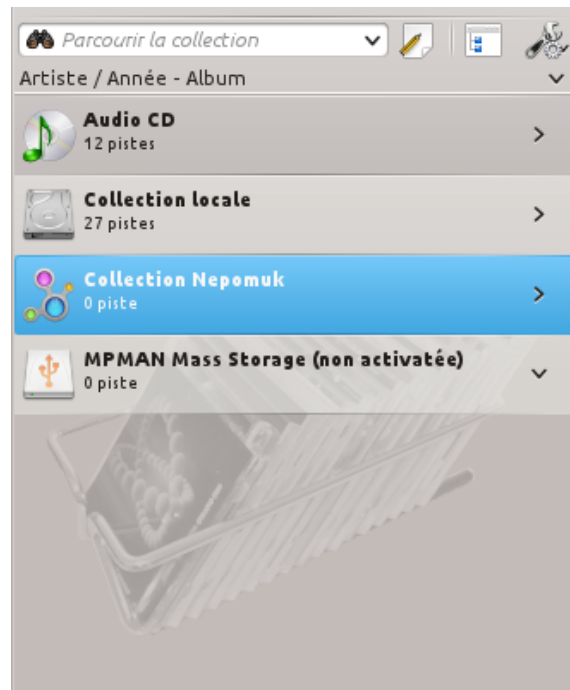 Parcourir la collection
Artiste / Année - Album
Audio CD
12 pistes
Collection locale
27 pistes
Collection Nepomuk
0 piste
MPMAN Mass Storage (non activatée)
0 piste